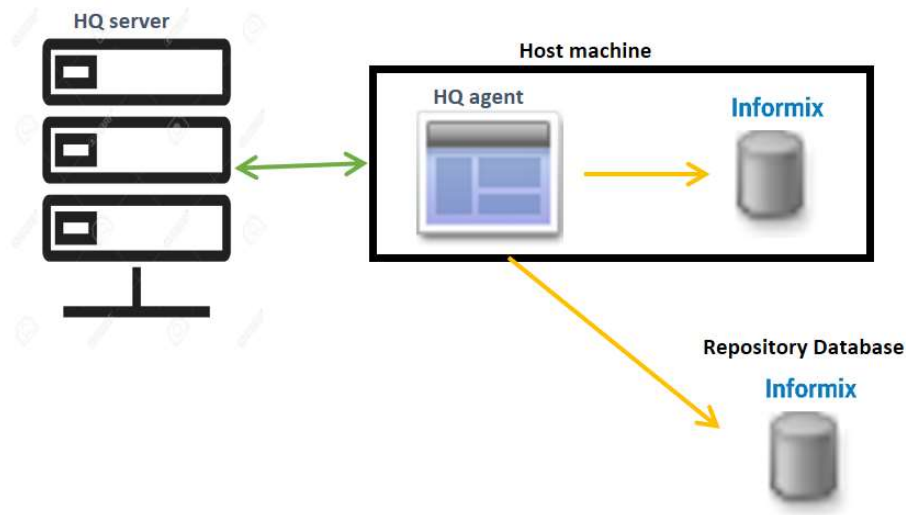 HQ server
Host machine
HQ agent
Informix
Repository Database
Informix